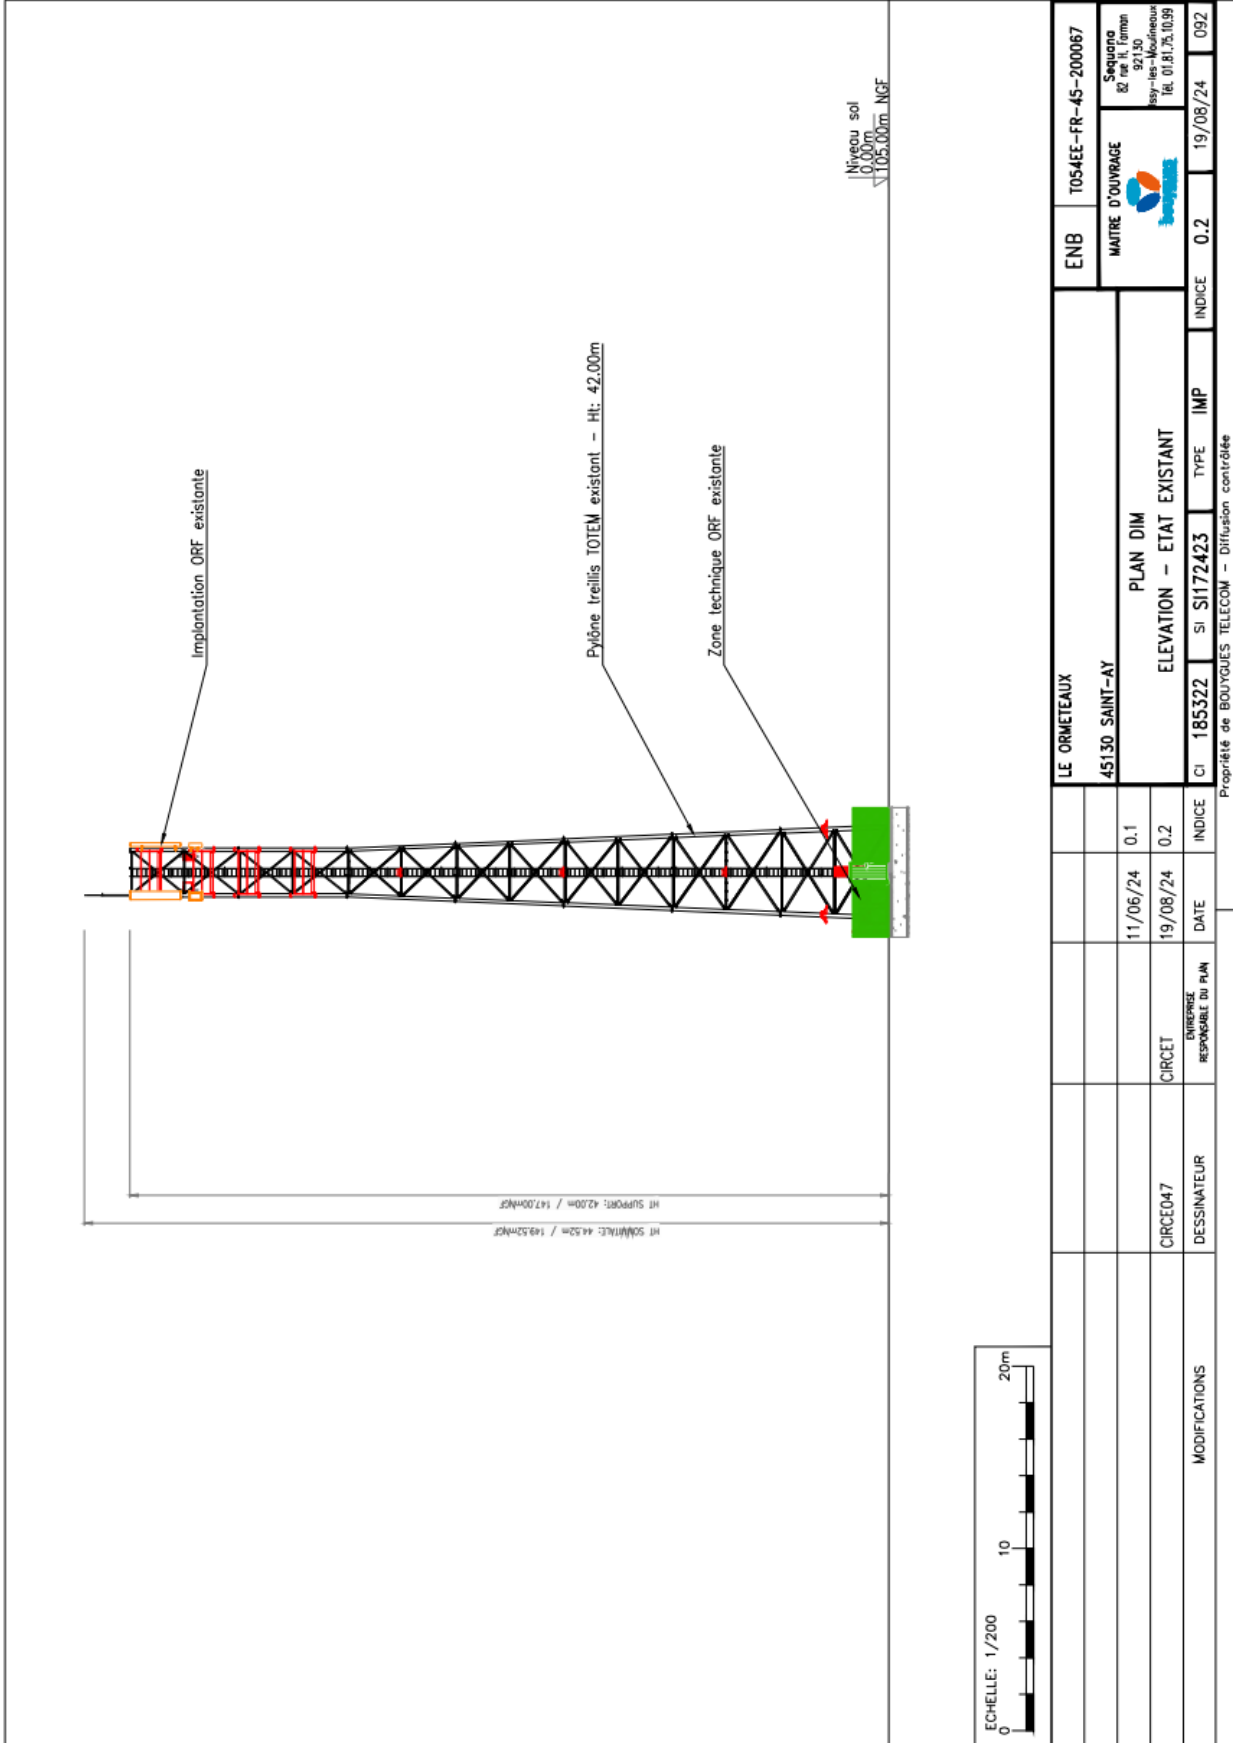 Implantation ORF existante
Pylône treillis TOTEM existant - Ht: 42.00m
Zone technique ORF existante
Niveau sol
0.00m
105.00m NGF
HT SUPPORT: 42.00m / 147.00mNGF
HT SOMMITALE: 44.52m / 149.52mNGF
ECHELLE: 1/200
0 10 20m
11/06/24 0.1
CIRCE047 CIRCET 19/08/24 0.2
MODIFICATIONS DESSINATEUR ENTREPRISE
RESPONSABLE DU PLAN DATE INDICE
LE ORMETEAUX
45130 SAINT-AY
ENB T054EE-FR-45-200067
MAITRE D'OUVRAGE
bouygues
Sequana
82 rue H. Farman
92130
Issy-les-Moulineaux
Tél. 01.81.75.10.99
PLAN DIM
ELEVATION - ETAT EXISTANT
CI 185322 SI SI172423 TYPE IMP INDICE 0.2 19/08/24 092
Propriété de BOUYGUES TELECOM - Diffusion contrôlée